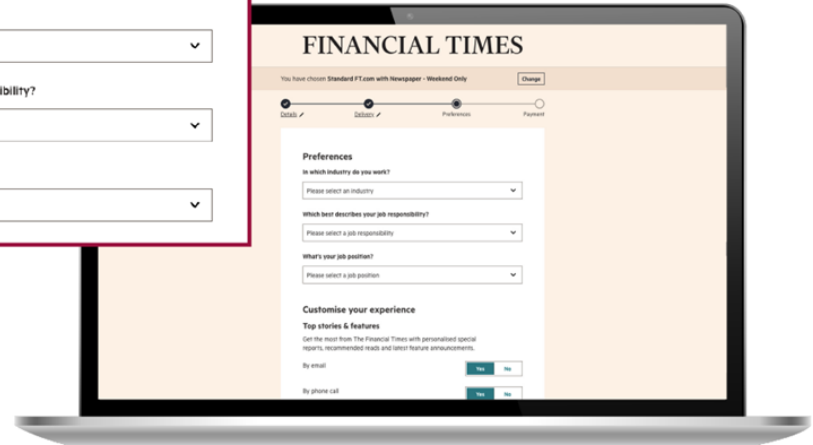 ibility?
FINANCIAL TIMES
You have chosen Standard FT.com with Newspaper - Weekend Only
Change
Details
Delivery
Preferences
Payment
Preferences
In which industry do you work?
Please select an industry
Which best describes your job responsibility?
Please select a job responsibility
What's your job position?
Please select a job position
Customise your experience
Top stories & features
Get the most from The Financial Times with personalised special
reports, recommended reads and latest feature announcements.
By email
Yes No
By phone call
Yes No